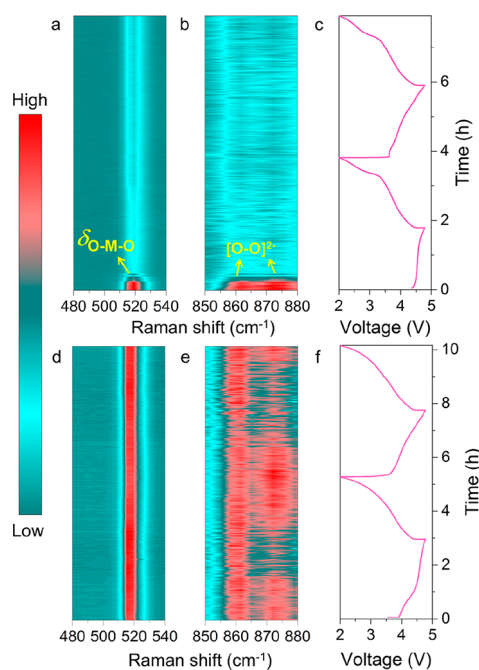 a b c
High
Low
δO-M-O
[O-O]²⁻
0 2 4 6
Time (h)
480 500 520 540
850 860 870 880
2 3 4 5
Raman shift (cm⁻¹)
Raman shift (cm⁻¹)
Voltage (V)
d e f
0 2 4 6 8 10
Time (h)
480 500 520 540
850 860 870 880
2 3 4 5
Raman shift (cm⁻¹)
Raman shift (cm⁻¹)
Voltage (V)